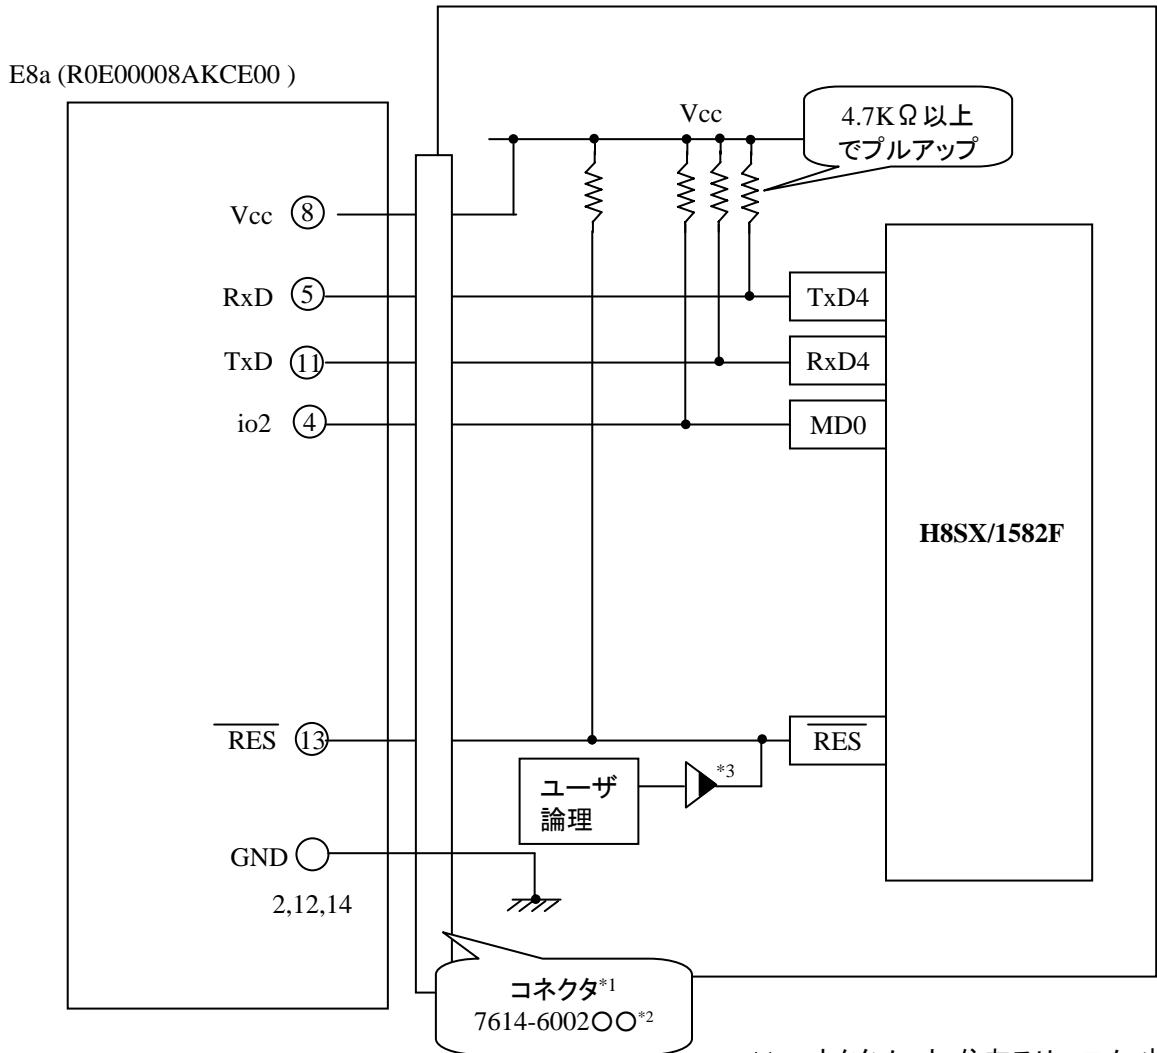 E8a (R0E00008AKCE00 )
Vcc
4.7KΩ以上
でプルアップ
Vcc ⑧
RxD ⑤
TxD4
TxD ⑪
RxD4
io2 ④
MD0
H8SX/1582F
RES ⑬
RES
*3
ユーザ
論理
GND ○
2,12,14
コネクタ*1
7614-6002○○*2